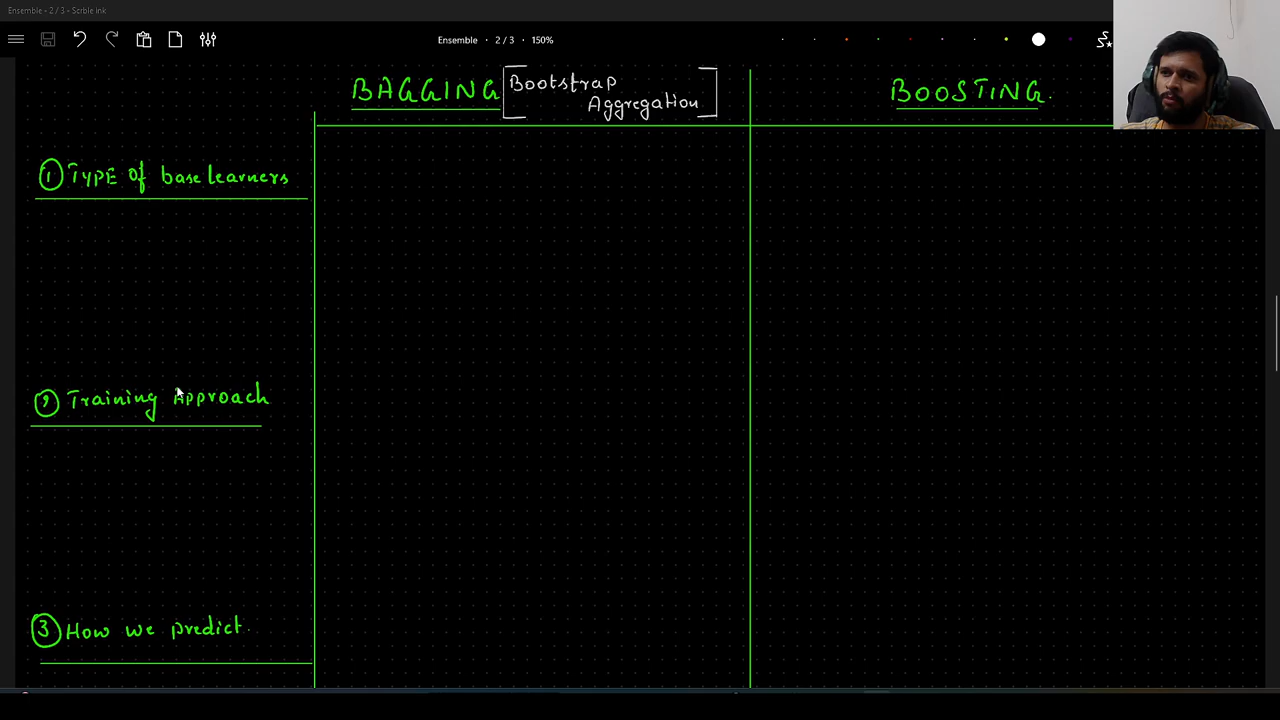 Ensemble - 2 / 3 - Scrble ink
Ensemble • 2 / 3 • 150%
BAGGING [Bootstrap
Aggregation]
BOOSTING.
① TYPE Of base learners
② Training Approach
③ How we predict.